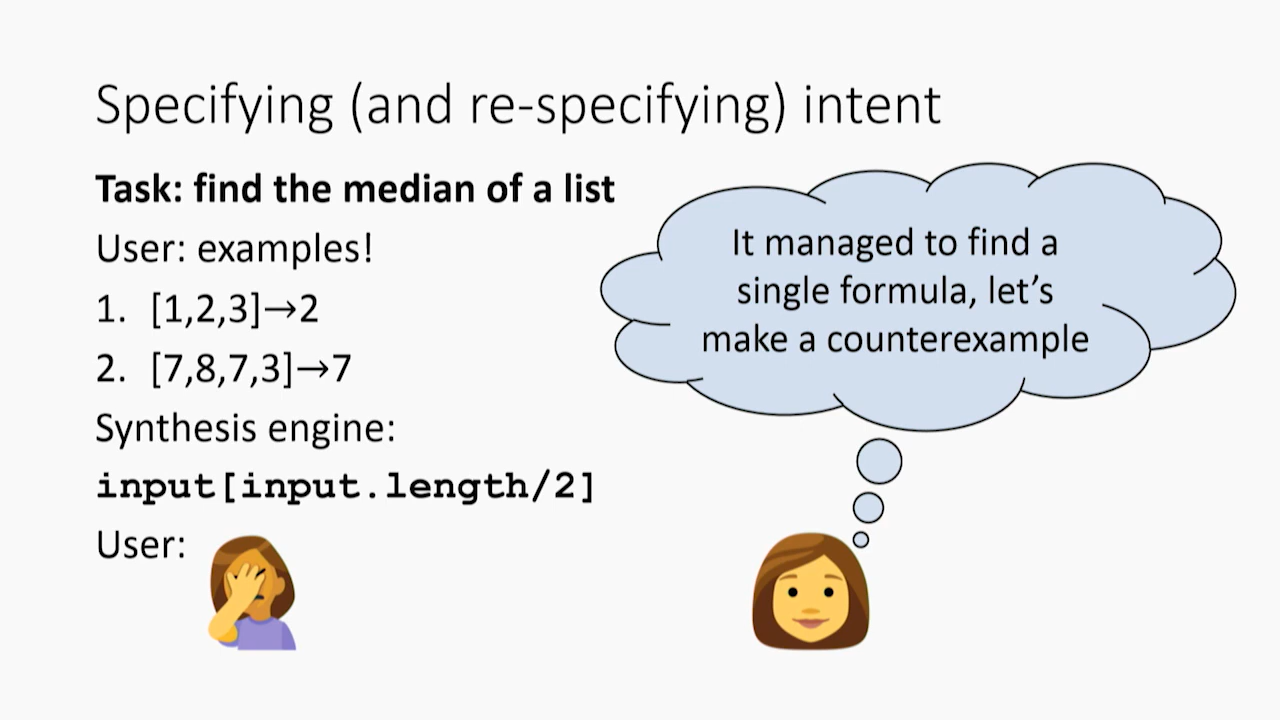 Specifying (and re-specifying) intent
Task: find the median of a list
User: examples!
1. [1,2,3]→2
2. [7,8,7,3]→7
Synthesis engine:
input[input.length/2]
User:
It managed to find a
single formula, let’s
make a counterexample